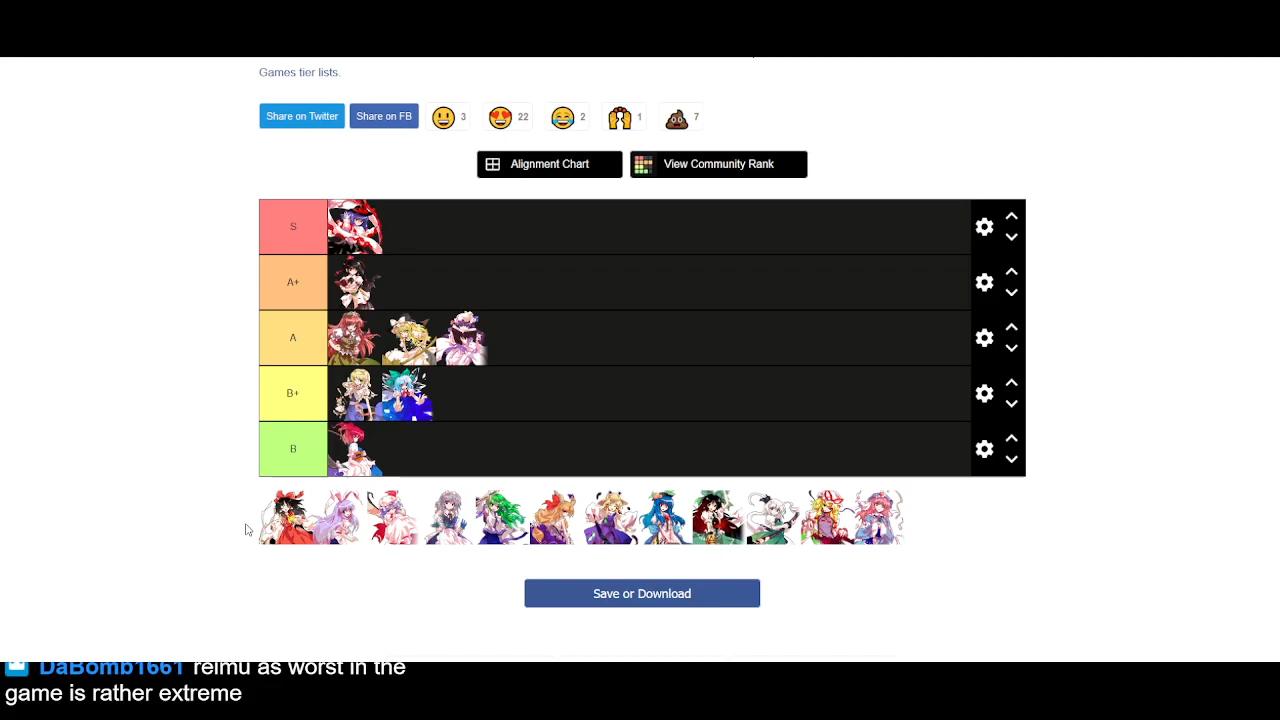 Games tier lists.
Share on Twitter
Share on FB
3
22
2
1
7
Alignment Chart
View Community Rank
S
A+
A
B+
B
Save or Download
DaBomb1661 reimu as worst in the
game is rather extreme